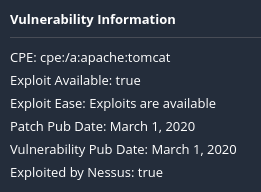 Vulnerability Information
CPE: cpe:/a:apache:tomcat
Exploit Available: true
Exploit Ease: Exploits are available
Patch Pub Date: March 1, 2020
Vulnerability Pub Date: March 1, 2020
Exploited by Nessus: true